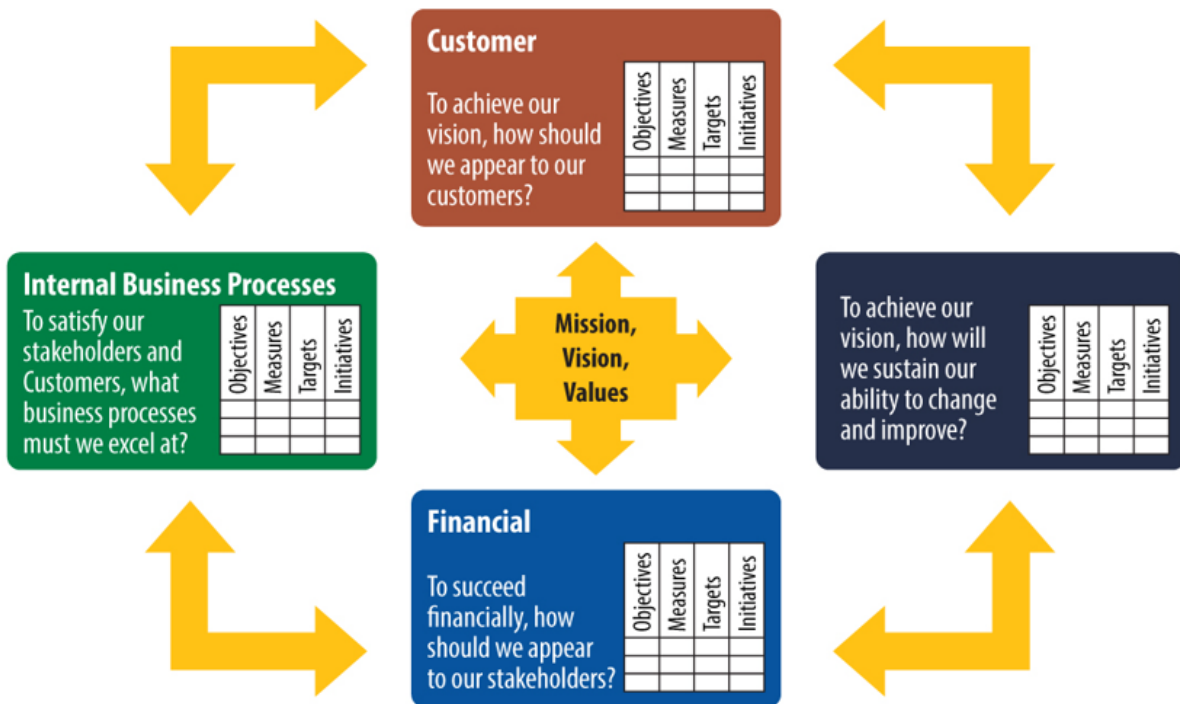 Customer
To achieve our
vision, how should
we appear to our
customers?
Objectives
Measures
Targets
Initiatives
Internal Business Processes
To satisfy our
stakeholders and
Customers, what
business processes
must we excel at?
Objectives
Measures
Targets
Initiatives
Mission,
Vision,
Values
To achieve our
vision, how will
we sustain our
ability to change
and improve?
Objectives
Measures
Targets
Initiatives
Financial
To succeed
financially, how
should we appear
to our stakeholders?
Objectives
Measures
Targets
Initiatives